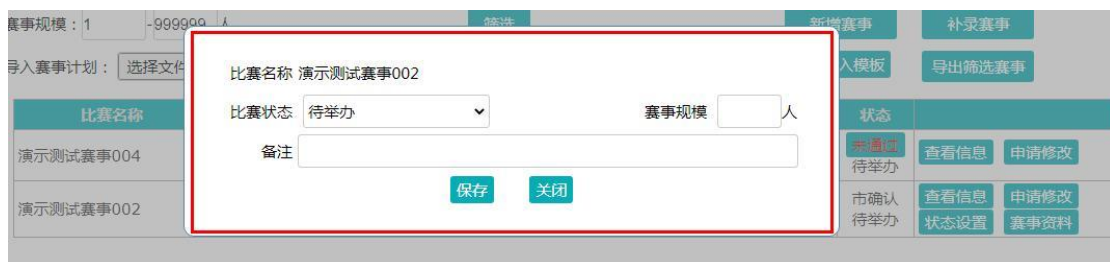 赛事规模：1 -999999 人 筛选 新增赛事 补录赛事
导入赛事计划： 选择文件 入模板 导出筛选赛事
比赛名称 演示测试赛事002
比赛状态 待举办 赛事规模 人
备注
保存 关闭
比赛名称 状态
演示测试赛事004 未通过 查看信息 申请修改
待举办
演示测试赛事002 市确认 查看信息 申请修改
待举办 状态设置 赛事资料